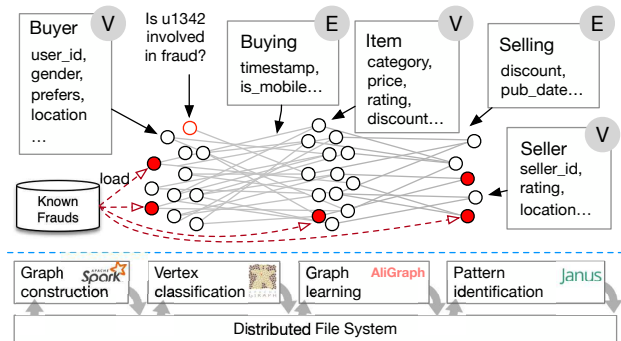 Buyer
V
user_id,
gender,
prefers,
location
...
Is u1342
involved
in fraud?
Buying
E
timestamp,
is_mobile...
Item
V
category,
price,
rating,
discount...
Selling
E
discount,
pub_date...
Seller
V
seller_id,
rating,
location...
load
Known
Frauds
Graph
construction
APACHE
Spark
Vertex
classification
Graph
learning
AliGraph
Pattern
identification
Janus
Distributed File System